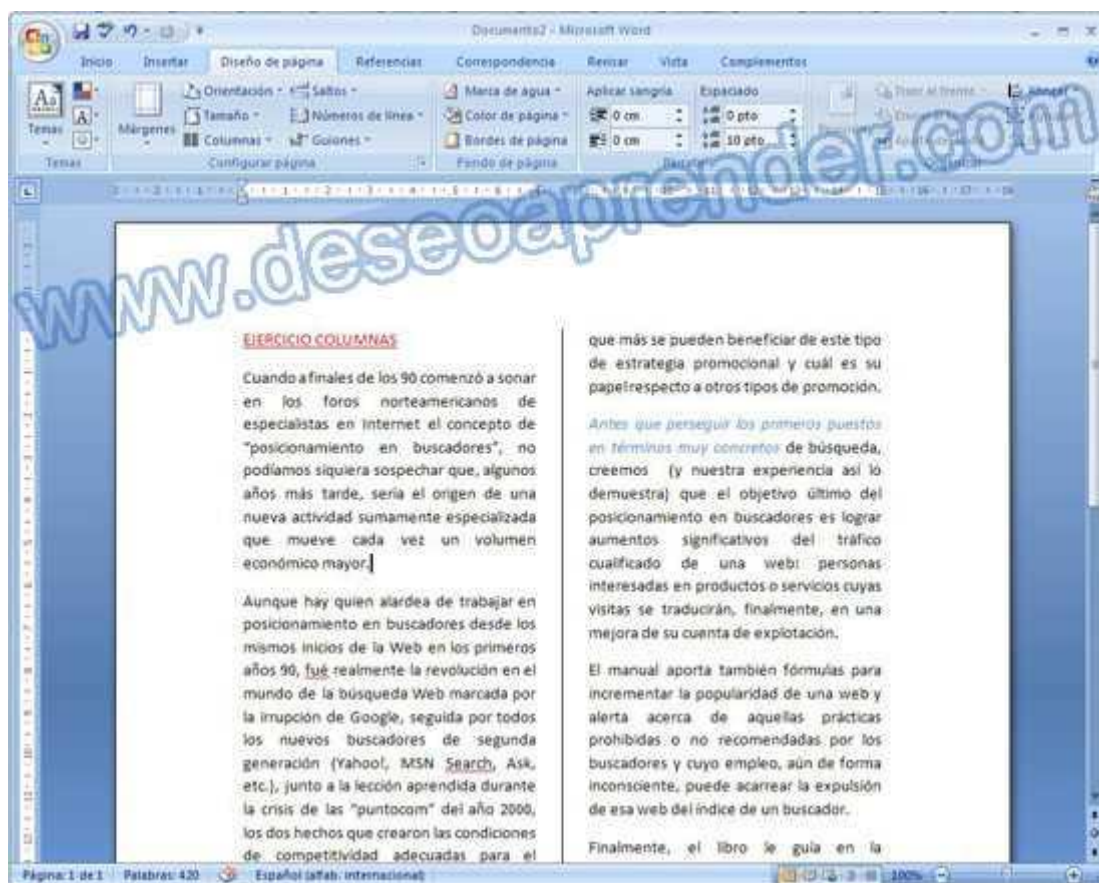 Documento2 - Microsoft Word
Inicio Insertar Diseño de página Referencias Correspondencia Revisar Vista Complementos
Aa Orientación Saltos Marca de agua Aplicar sangría Espaciado Traer al frente
Tamaño Números de línea Color de página 0 cm 0 pto
Temas Márgenes Columnas Guiones Bordes de página 0 cm 10 pto
Temas Configurar página Fondo de página
www.deseoaprender.com
EJERCICIO COLUMNAS
Cuando a finales de los 90 comenzó a sonar
en los foros norteamericanos de
especialistas en Internet el concepto de
"posicionamiento en buscadores", no
podíamos siquiera sospechar que, algunos
años más tarde, sería el origen de una
nueva actividad sumamente especializada
que mueve cada vez un volumen
económico mayor.
Aunque hay quien alardea de trabajar en
posicionamiento en buscadores desde los
mismos inicios de la Web en los primeros
años 90, fué realmente la revolución en el
mundo de la búsqueda Web marcada por
la irrupción de Google, seguida por todos
los nuevos buscadores de segunda
generación (Yahoo!, MSN Search, Ask,
etc.), junto a la lección aprendida durante
la crisis de las "puntocom" del año 2000,
los dos hechos que crearon las condiciones
de competitividad adecuadas para el
que más se pueden beneficiar de este tipo
de estrategia promocional y cuál es su
papel respecto a otros tipos de promoción.
Antes que perseguir los primeros puestos
en términos muy concretos de búsqueda,
creemos (y nuestra experiencia así lo
demuestra) que el objetivo último del
posicionamiento en buscadores es lograr
aumentos significativos del tráfico
cualificado de una web: personas
interesadas en productos o servicios cuyas
visitas se traducirán, finalmente, en una
mejora de su cuenta de explotación.
El manual aporta también fórmulas para
incrementar la popularidad de una web y
alerta acerca de aquellas prácticas
prohibidas o no recomendadas por los
buscadores y cuyo empleo, aún de forma
inconsciente, puede acarrear la expulsión
de esa web del índice de un buscador.
Finalmente, el libro le guía en la
Página: 1 de 1 Palabras: 420 Español (alfab. internacional) 100%